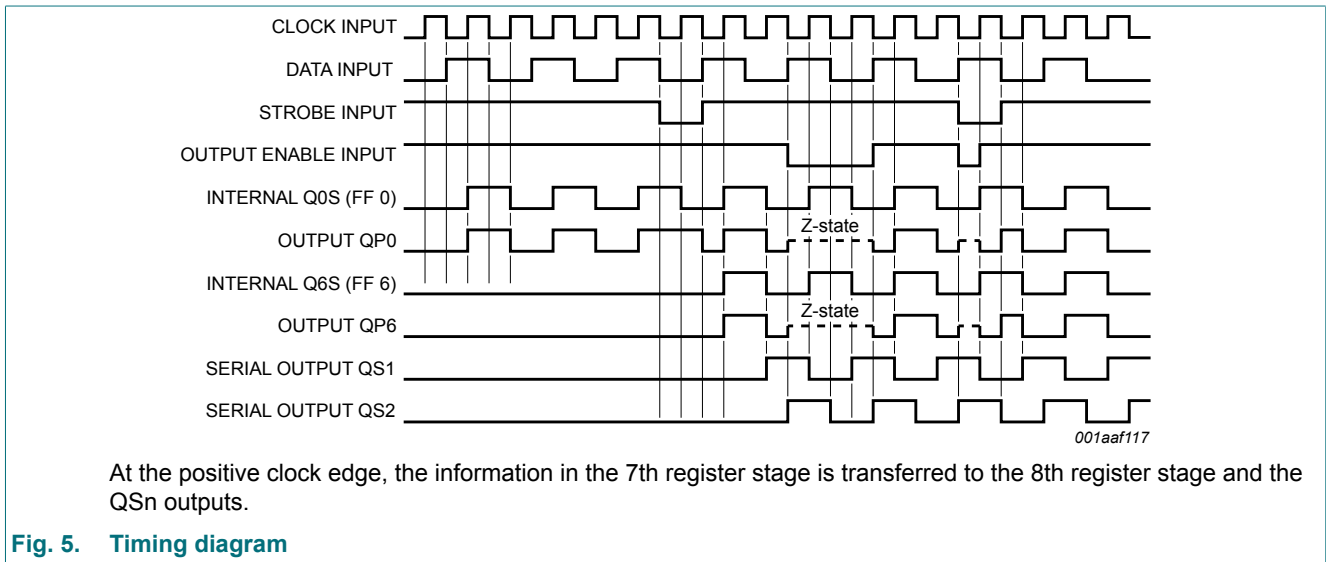 CLOCK INPUT
DATA INPUT
STROBE INPUT
OUTPUT ENABLE INPUT
INTERNAL Q0S (FF 0)
Z-state
OUTPUT QP0
INTERNAL Q6S (FF 6)
Z-state
OUTPUT QP6
SERIAL OUTPUT QS1
SERIAL OUTPUT QS2
001aaf117
At the positive clock edge, the information in the 7th register stage is transferred to the 8th register stage and the
QSn outputs.
Fig. 5. Timing diagram